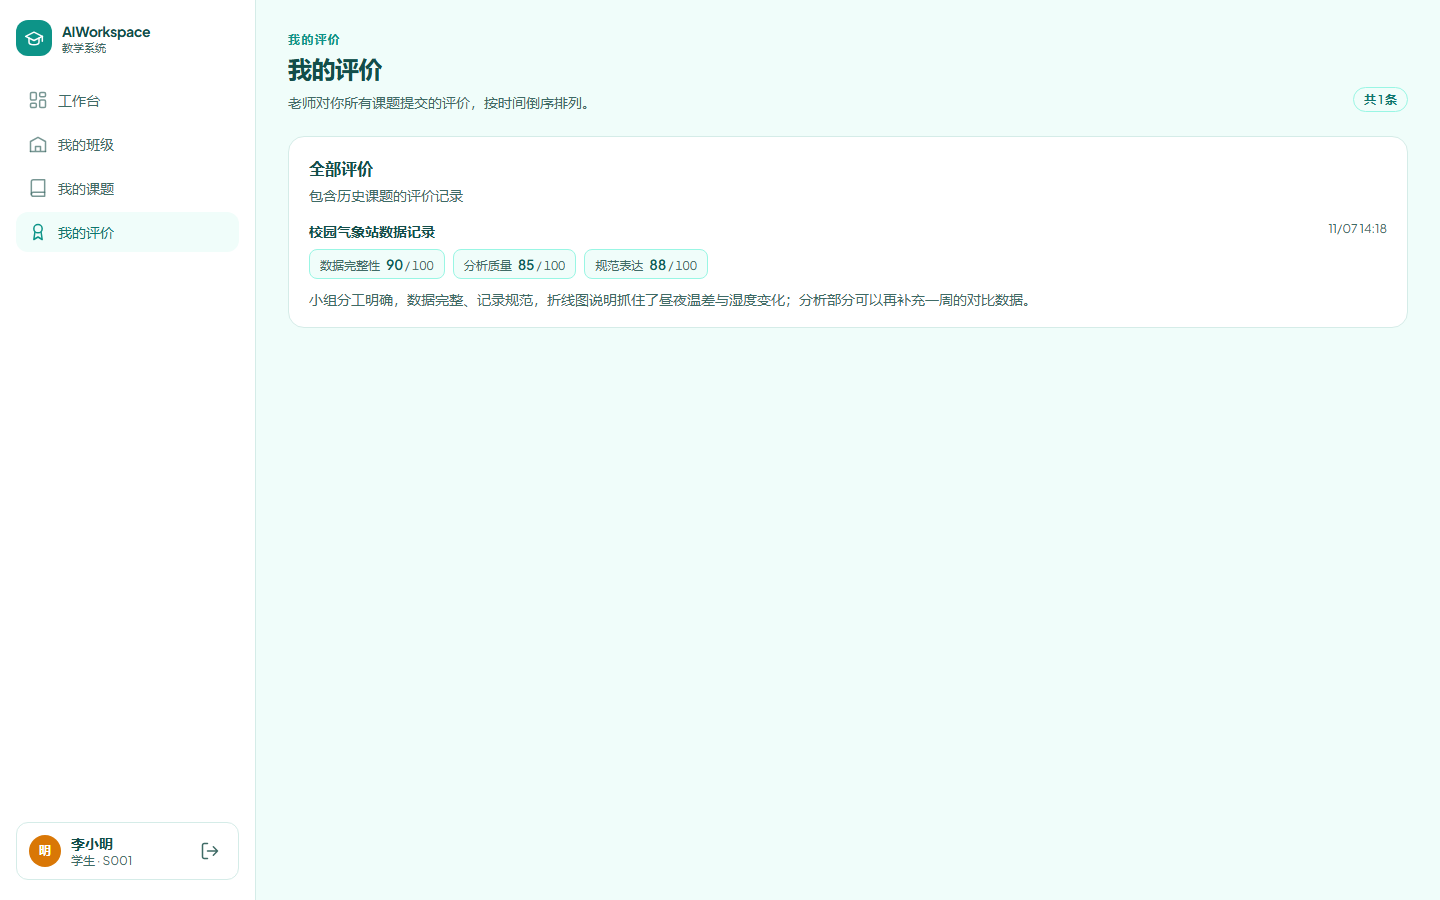 AIWorkspace
教学系统
工作台
我的班级
我的课题
我的评价
明
李小明
学生 · S001
我的评价
我的评价
老师对你所有课题提交的评价，按时间倒序排列。
共 1 条
全部评价
包含历史课题的评价记录
校园气象站数据记录
11/07 14:18
数据完整性 90 / 100
分析质量 85 / 100
规范表达 88 / 100
小组分工明确，数据完整、记录规范，折线图说明抓住了昼夜温差与湿度变化；分析部分可以再补充一周的对比数据。